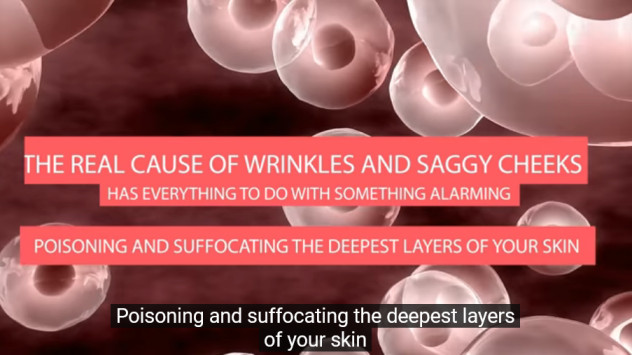 THE REAL CAUSE OF WRINKLES AND SAGGY CHEEKS
HAS EVERYTHING TO DO WITH SOMETHING ALARMING
POISONING AND SUFFOCATING THE DEEPEST LAYERS OF YOUR SKIN
Poisoning and suffocating the deepest layers
of your skin